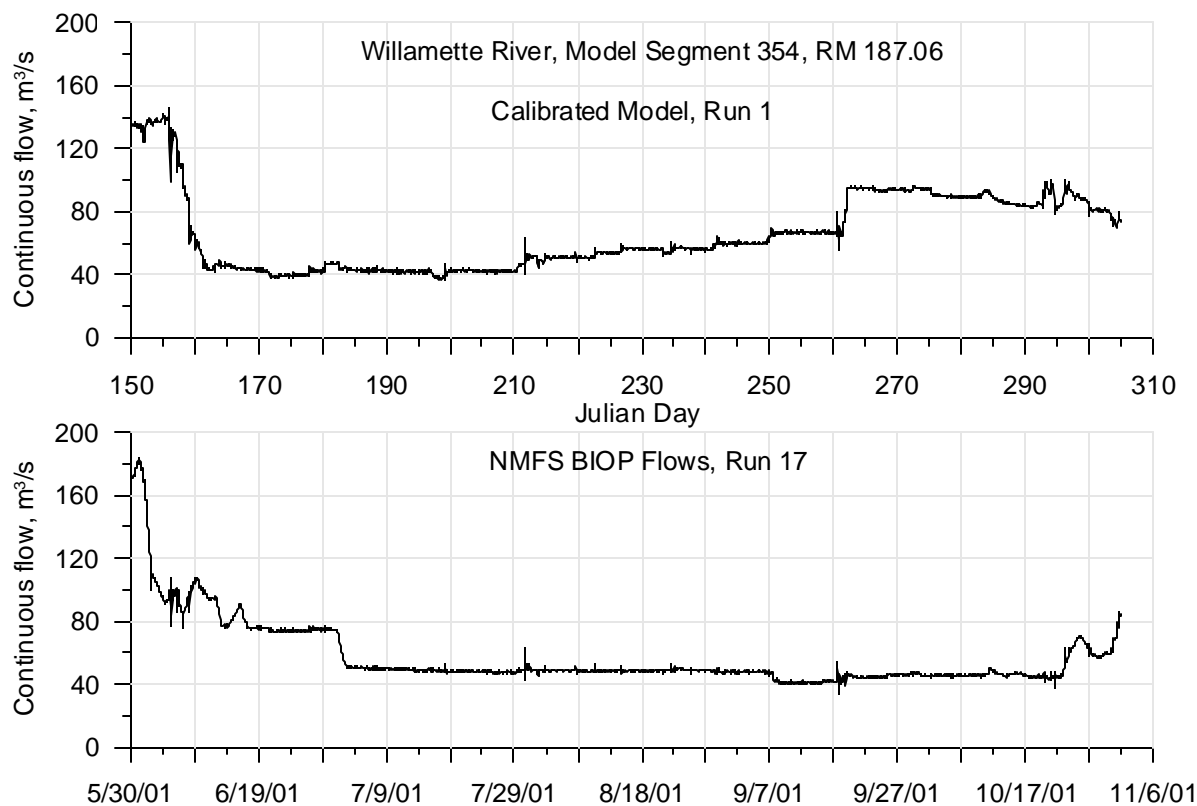 200
Willamette River, Model Segment 354, RM 187.06
160
Calibrated Model, Run 1
120
80
40
0
Continuous flow, m³/s
150 170 190 210 230 250 270 290 310
Julian Day
200
NMFS BIOP Flows, Run 17
160
120
80
40
0
Continuous flow, m³/s
5/30/01 6/19/01 7/9/01 7/29/01 8/18/01 9/7/01 9/27/01 10/17/01 11/6/01